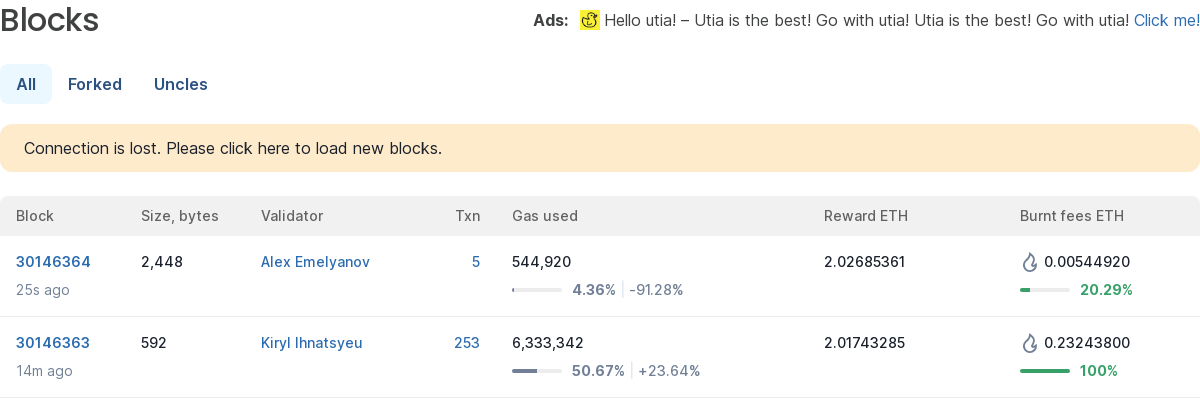 Blocks
Ads: Hello utia! – Utia is the best! Go with utia! Utia is the best! Go with utia! Click me!
All Forked Uncles
Connection is lost. Please click here to load new blocks.
Block Size, bytes Validator Txn Gas used Reward ETH Burnt fees ETH
30146364 2,448 Alex Emelyanov 5 544,920 2.02685361 0.00544920
25s ago 4.36% -91.28% 20.29%
30146363 592 Kiryl Ihnatsyeu 253 6,333,342 2.01743285 0.23243800
14m ago 50.67% +23.64% 100%